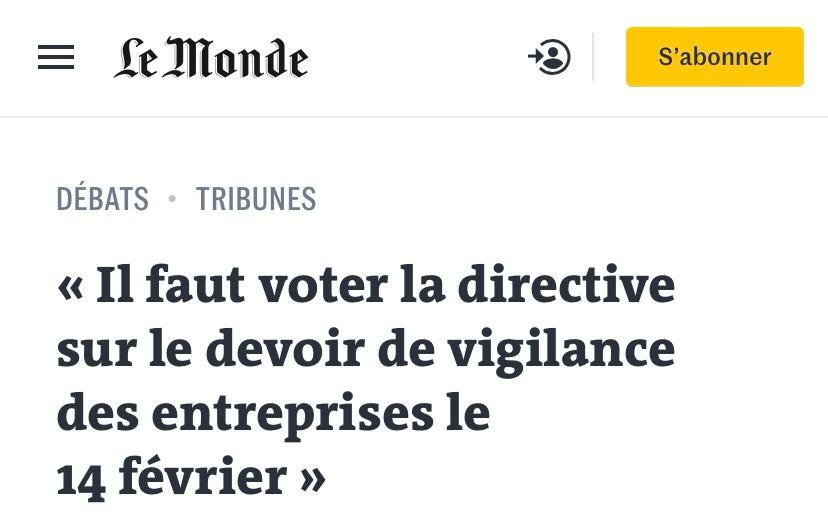 Le Monde
S’abonner
DÉBATS • TRIBUNES
« Il faut voter la directive
sur le devoir de vigilance
des entreprises le
14 février »